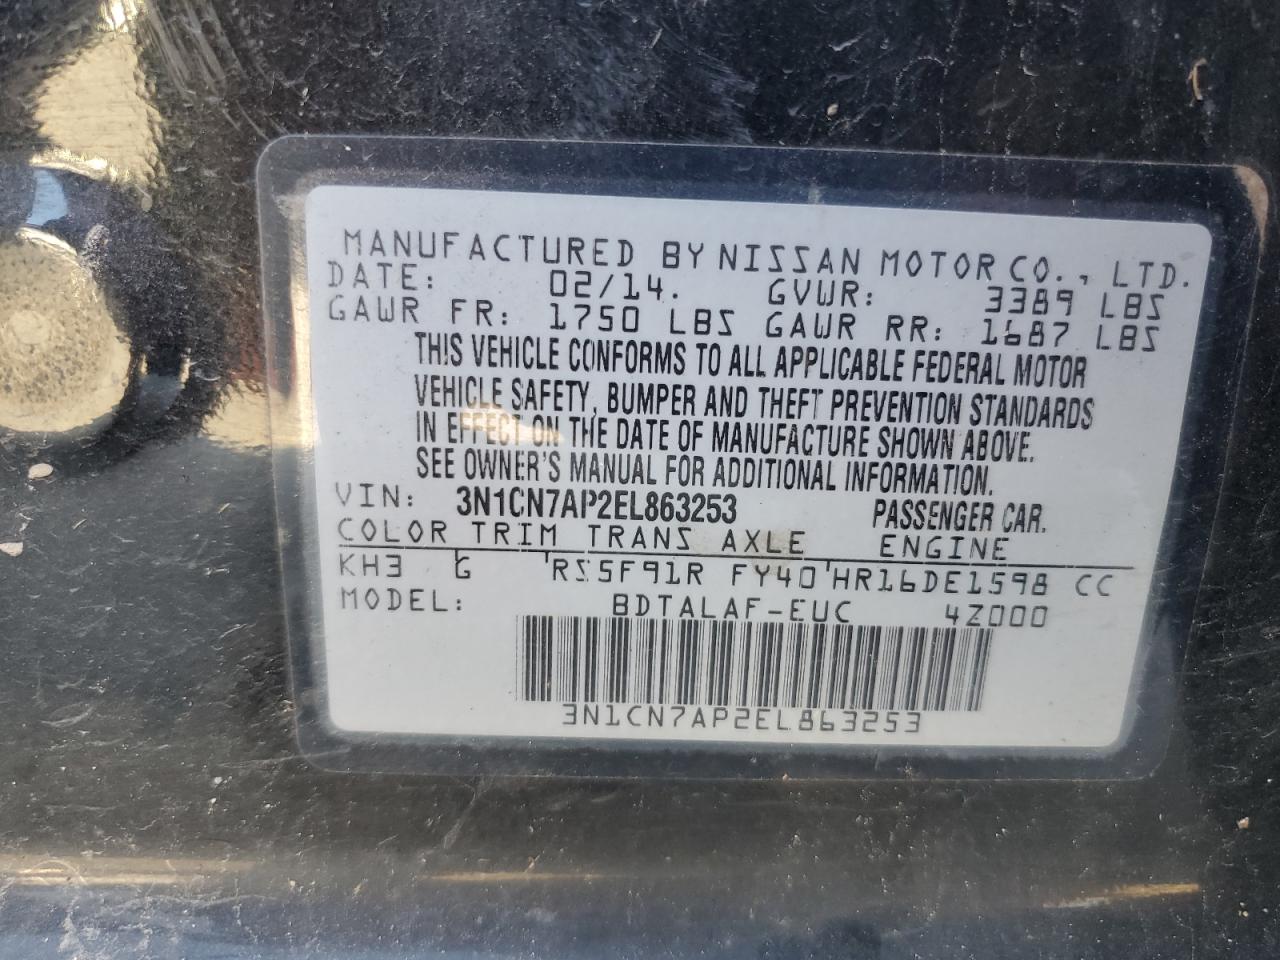 MANUFACTURED BY NISSAN MOTOR CO., LTD.
DATE: 02/14. GVWR: 3389 LBS
GAWR FR: 1750 LBS GAWR RR: 1687 LBS
THIS VEHICLE CONFORMS TO ALL APPLICABLE FEDERAL MOTOR
VEHICLE SAFETY, BUMPER AND THEFT PREVENTION STANDARDS
IN EFFECT ON THE DATE OF MANUFACTURE SHOWN ABOVE.
SEE OWNER'S MANUAL FOR ADDITIONAL INFORMATION.
VIN: 3N1CN7AP2EL863253 PASSENGER CAR.
COLOR TRIM TRANS AXLE ENGINE
KH3 G RS5F91R FY40 HR16DE1598 CC
MODEL: BDTALAF-EUC 4Z000
3N1CN7AP2EL863253